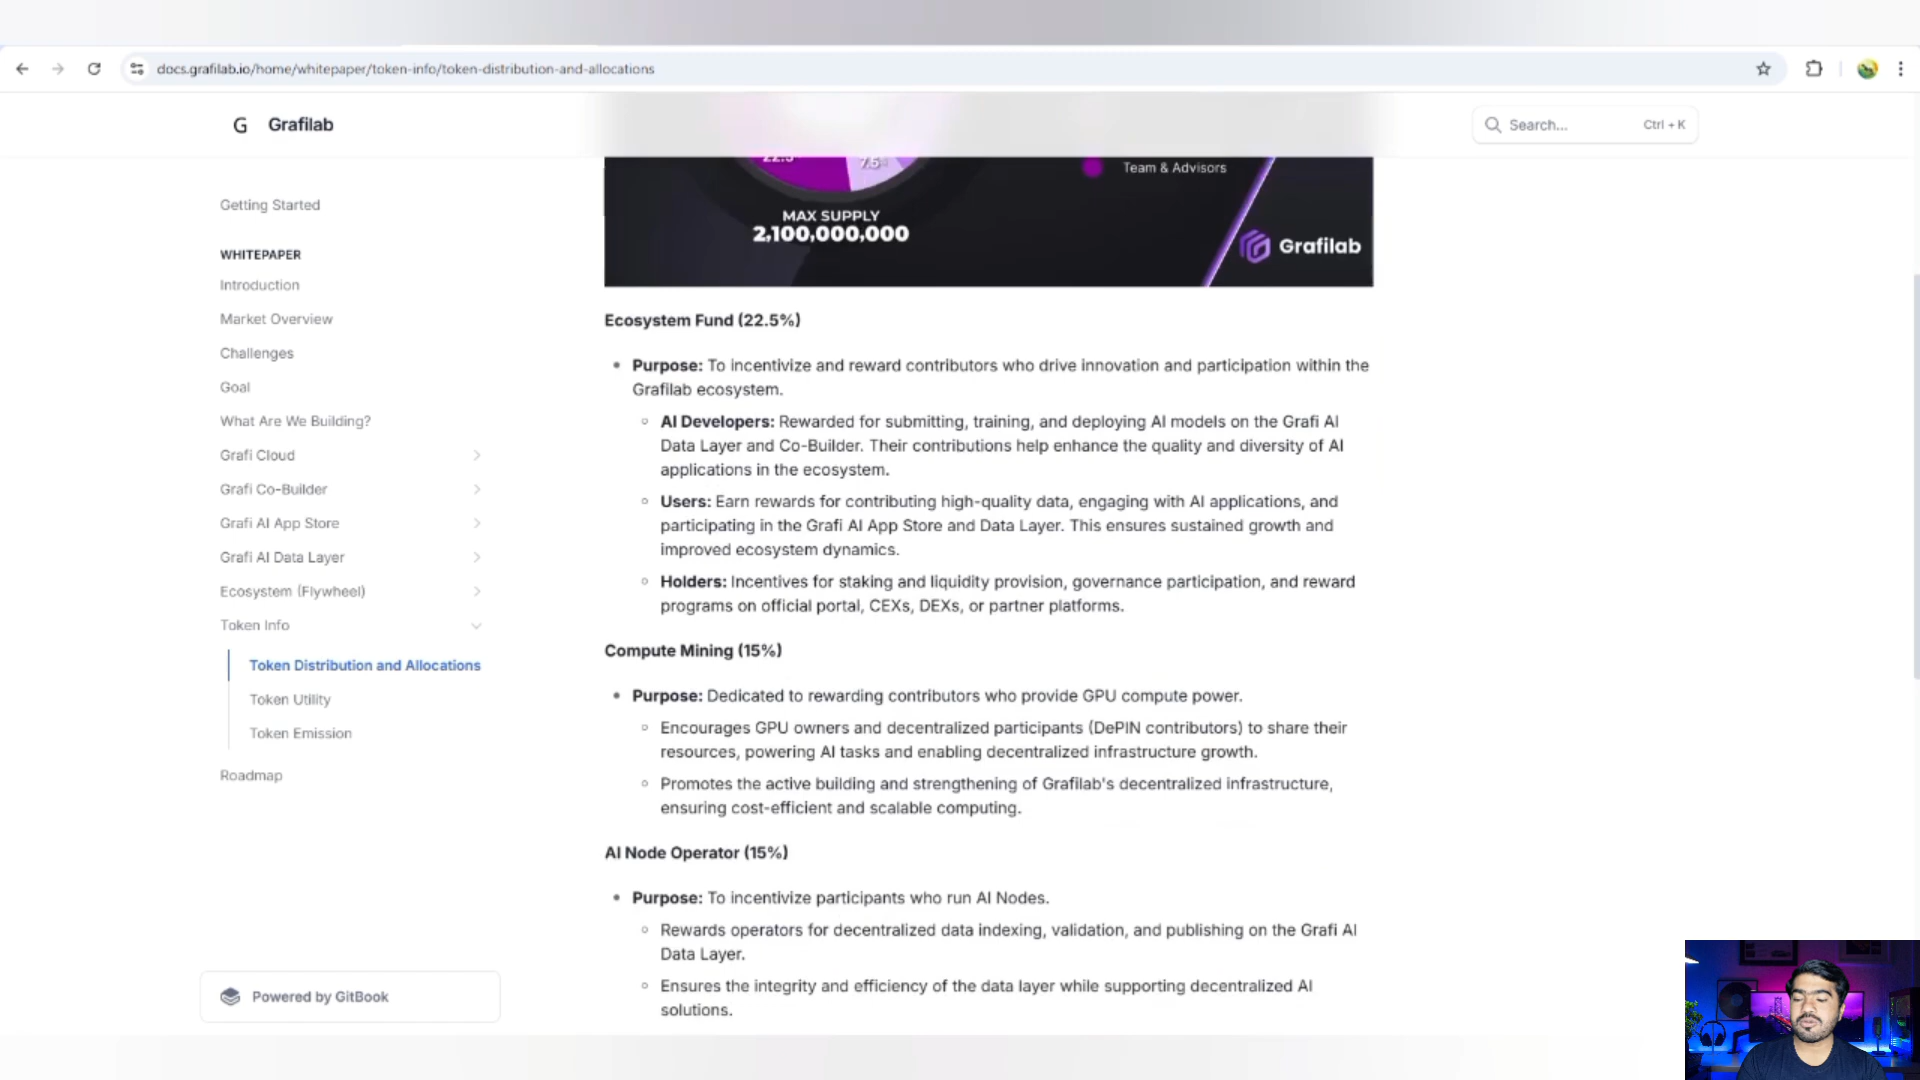 docs.grafilab.io/home/whitepaper/token-info/token-distribution-and-allocations
G Grafilab
Search... Ctrl + K
Getting Started
WHITEPAPER
Introduction
Market Overview
Challenges
Goal
What Are We Building?
Grafi Cloud
Grafi Co-Builder
Grafi AI App Store
Grafi AI Data Layer
Ecosystem (Flywheel)
Token Info
Token Distribution and Allocations
Token Utility
Token Emission
Roadmap
Powered by GitBook
22.5
7.5
Team & Advisors
MAX SUPPLY
2,100,000,000
Grafilab
Ecosystem Fund (22.5%)
Purpose: To incentivize and reward contributors who drive innovation and participation within the
Grafilab ecosystem.
AI Developers: Rewarded for submitting, training, and deploying AI models on the Grafi AI
Data Layer and Co-Builder. Their contributions help enhance the quality and diversity of AI
applications in the ecosystem.
Users: Earn rewards for contributing high-quality data, engaging with AI applications, and
participating in the Grafi AI App Store and Data Layer. This ensures sustained growth and
improved ecosystem dynamics.
Holders: Incentives for staking and liquidity provision, governance participation, and reward
programs on official portal, CEXs, DEXs, or partner platforms.
Compute Mining (15%)
Purpose: Dedicated to rewarding contributors who provide GPU compute power.
Encourages GPU owners and decentralized participants (DePIN contributors) to share their
resources, powering AI tasks and enabling decentralized infrastructure growth.
Promotes the active building and strengthening of Grafilab's decentralized infrastructure,
ensuring cost-efficient and scalable computing.
AI Node Operator (15%)
Purpose: To incentivize participants who run AI Nodes.
Rewards operators for decentralized data indexing, validation, and publishing on the Grafi AI
Data Layer.
Ensures the integrity and efficiency of the data layer while supporting decentralized AI
solutions.